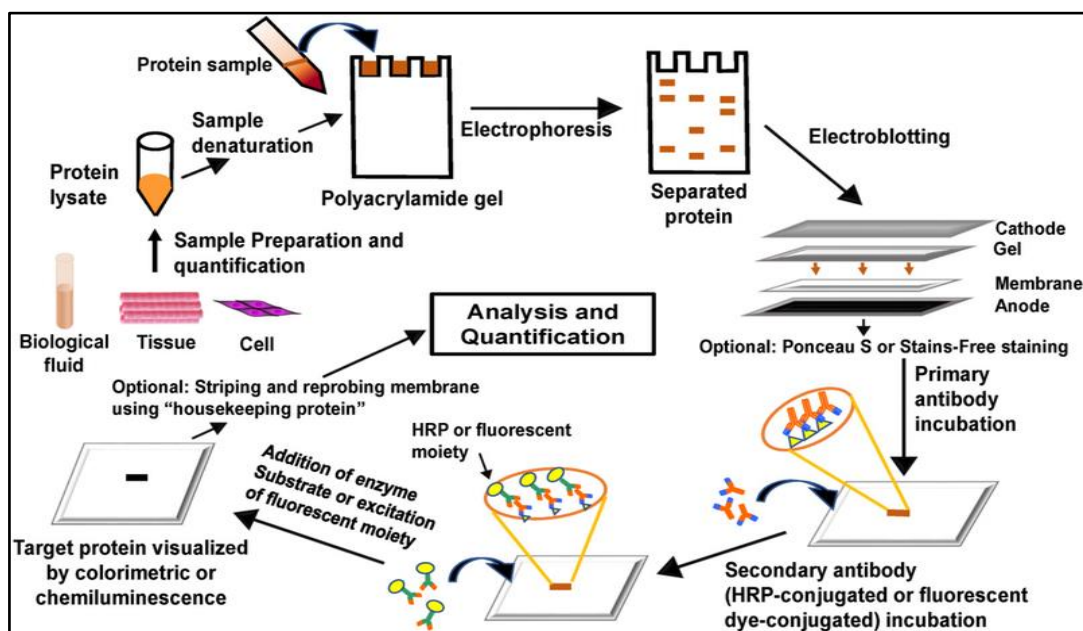 Protein sample
Sample
denaturation
Protein
lysate
Polyacrylamide gel
Electrophoresis
Separated
protein
Electroblotting
Cathode
Gel
Membrane
Anode
Sample Preparation and
quantification
Biological
fluid
Tissue
Cell
Analysis and
Quantification
Optional: Ponceau S or Stains-Free staining
Primary
antibody
incubation
Optional: Striping and reprobing membrane
using “housekeeping protein”
HRP or fluorescent
moiety
Addition of enzyme
Substrate or excitation
of fluorescent moiety
Target protein visualized
by colorimetric or
chemiluminescence
Secondary antibody
(HRP-conjugated or fluorescent
dye-conjugated) incubation